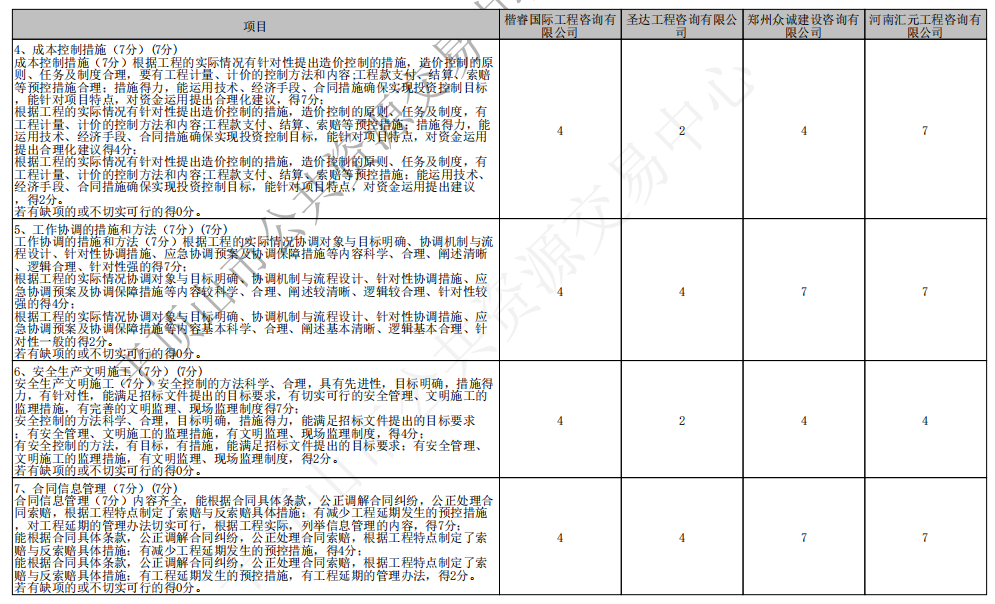 项目
楷睿国际工程咨询有
限公司
圣达工程咨询有限公
司
郑州众诚建设咨询有
限公司
河南汇元工程咨询有
限公司
4、成本控制措施（7分）(7分)
成本控制措施（7分）根据工程的实际情况有针对性提出造价控制的措施，造价控制的原
则、任务及制度合理，要有工程计量、计价的控制方法和内容;工程款支付、结算、索赔
等预控措施合理；措施得力，能运用技术、经济手段、合同措施确保实现投资控制目标
，能针对项目特点，对资金运用提出合理化建议，得7分；
根据工程的实际情况有针对性提出造价控制的措施，造价控制的原则、任务及制度，有
工程计量、计价的控制方法和内容;工程款支付、结算、索赔等预控措施；措施得力，能
运用技术、经济手段、合同措施确保实现投资控制目标，能针对项目特点，对资金运用
提出合理化建议得4分；
根据工程的实际情况有针对性提出造价控制的措施，造价控制的原则、任务及制度，有
工程计量、计价的控制方法和内容;工程款支付、结算、索赔等预控措施；能运用技术、
经济手段、合同措施确保实现投资控制目标，能针对项目特点，对资金运用提出建议
，得2分。
若有缺项的或不切实可行的得0分。
4
2
4
7
5、工作协调的措施和方法（7分）(7分)
工作协调的措施和方法（7分）根据工程的实际情况协调对象与目标明确、协调机制与流
程设计、针对性协调措施、应急协调预案及协调保障措施等内容科学、合理、阐述清晰
、逻辑合理、针对性强的得7分；
根据工程的实际情况协调对象与目标明确、协调机制与流程设计、针对性协调措施、应
急协调预案及协调保障措施等内容较科学、合理、阐述较清晰、逻辑较合理、针对性较
强的得4分；
根据工程的实际情况协调对象与目标明确、协调机制与流程设计、针对性协调措施、应
急协调预案及协调保障措施等内容基本科学、合理、阐述基本清晰、逻辑基本合理、针
对性一般的得2分。
若有缺项的或不切实可行的得0分。
4
4
7
7
6、安全生产文明施工（7分）(7分)
安全生产文明施工（7分）安全控制的方法科学、合理，具有先进性，目标明确，措施得
力，有针对性，能满足招标文件提出的目标要求，有切实可行的安全管理、文明施工的
监理措施，有完善的文明监理、现场监理制度得7分；
安全控制的方法科学、合理，目标明确，措施得力，能满足招标文件提出的目标要求
；有安全管理、文明施工的监理措施，有文明监理、现场监理制度，得4分；
有安全控制的方法，有目标，有措施，能满足招标文件提出的目标要求；有安全管理、
文明施工的监理措施，有文明监理、现场监理制度，得2分。
若有缺项的或不切实可行的得0分。
4
2
4
4
7、合同信息管理（7分）(7分)
合同信息管理（7分）内容齐全，能根据合同具体条款，公正调解合同纠纷，公正处理合
同索赔，根据工程特点制定了索赔与反索赔具体措施；有减少工程延期发生的预控措施
，对工程延期的管理办法切实可行，根据工程实际，列举信息管理的内容，得7分；
能根据合同具体条款，公正调解合同纠纷，公正处理合同索赔，根据工程特点制定了索
赔与反索赔具体措施；有减少工程延期发生的预控措施，得4分；
能根据合同具体条款，公正调解合同纠纷，公正处理合同索赔，根据工程特点制定了索
赔与反索赔具体措施；有工程延期发生的预控措施，有工程延期的管理办法，得2分。
若有缺项的或不切实可行的得0分。
4
4
7
7
平顶山市公共资源交易中心
平顶山市公共资源交易中心